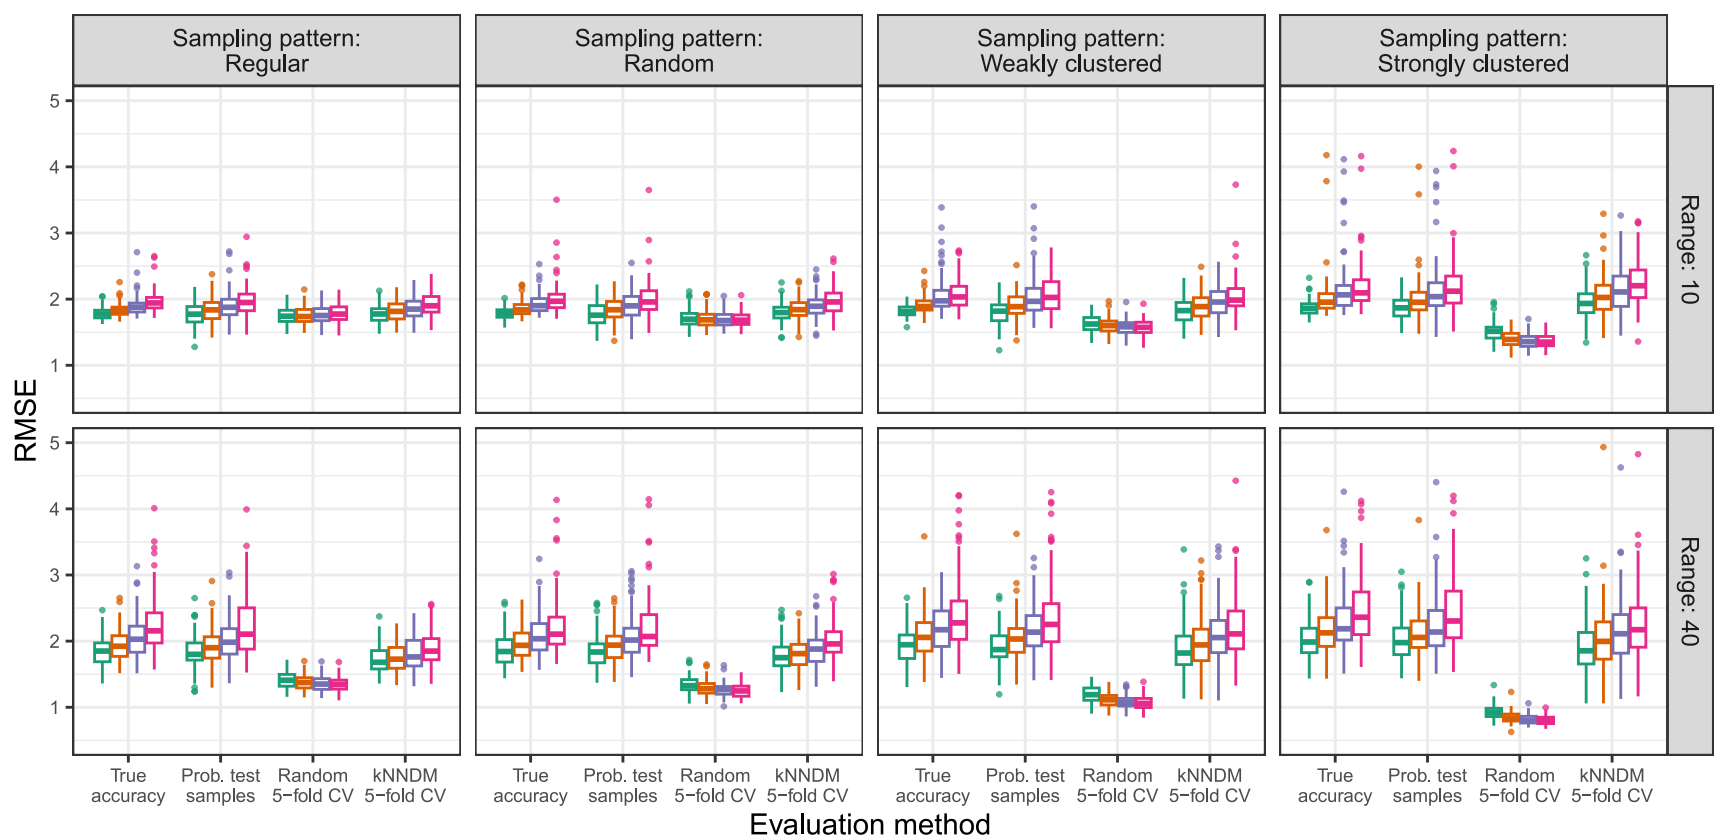 Sampling pattern:
Regular
Sampling pattern:
Random
Sampling pattern:
Weakly clustered
Sampling pattern:
Strongly clustered
5
4
3
2
1
Range: 10
5
4
3
2
1
Range: 40
RMSE
True
accuracy
Prob. test
samples
Random
5−fold CV
kNNDM
5−fold CV
True
accuracy
Prob. test
samples
Random
5−fold CV
kNNDM
5−fold CV
True
accuracy
Prob. test
samples
Random
5−fold CV
kNNDM
5−fold CV
True
accuracy
Prob. test
samples
Random
5−fold CV
kNNDM
5−fold CV
Evaluation method